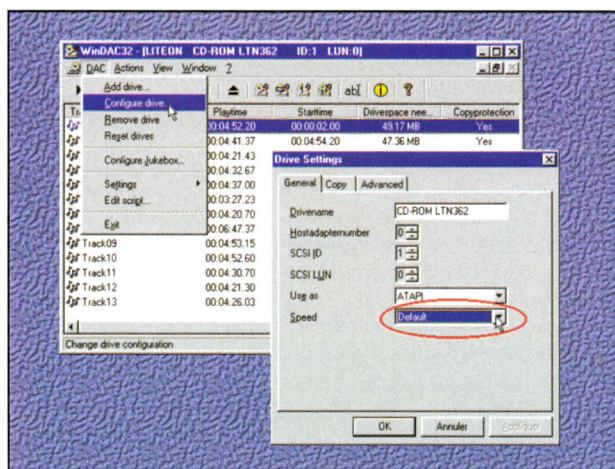 WinDAC32 - [LITEON CD-ROM LTN362 ID:1 LUN:0]
DAC Actions View Window ?
Add drive...
Configure drive...
Remove drive
Reset drives
Configure Jukebox...
Settings
Edit script...
Exit
abI
Playtime Starttime Drivespace nee... Copyprotection
00:04:52.20 00:00:02.00 49.17 MB Yes
00:04:41.37 00:04:54.20 47.36 MB Yes
00:04:21.43
00:04:32.67
00:04:37.00
00:03:27.23
00:04:20.70
00:06:47.37
Track09 00:04:53.15
Track10 00:04:52.60
Track11 00:04:30.70
Track12 00:04:21.30
Track13 00:04:26.03
Change drive configuration
Drive Settings
General Copy Advanced
Drivename CD-ROM LTN362
Hostadapternumber 0
SCSI ID 1
SCSI LUN 0
Use as ATAPI
Speed Default
OK Annuler Appliquer